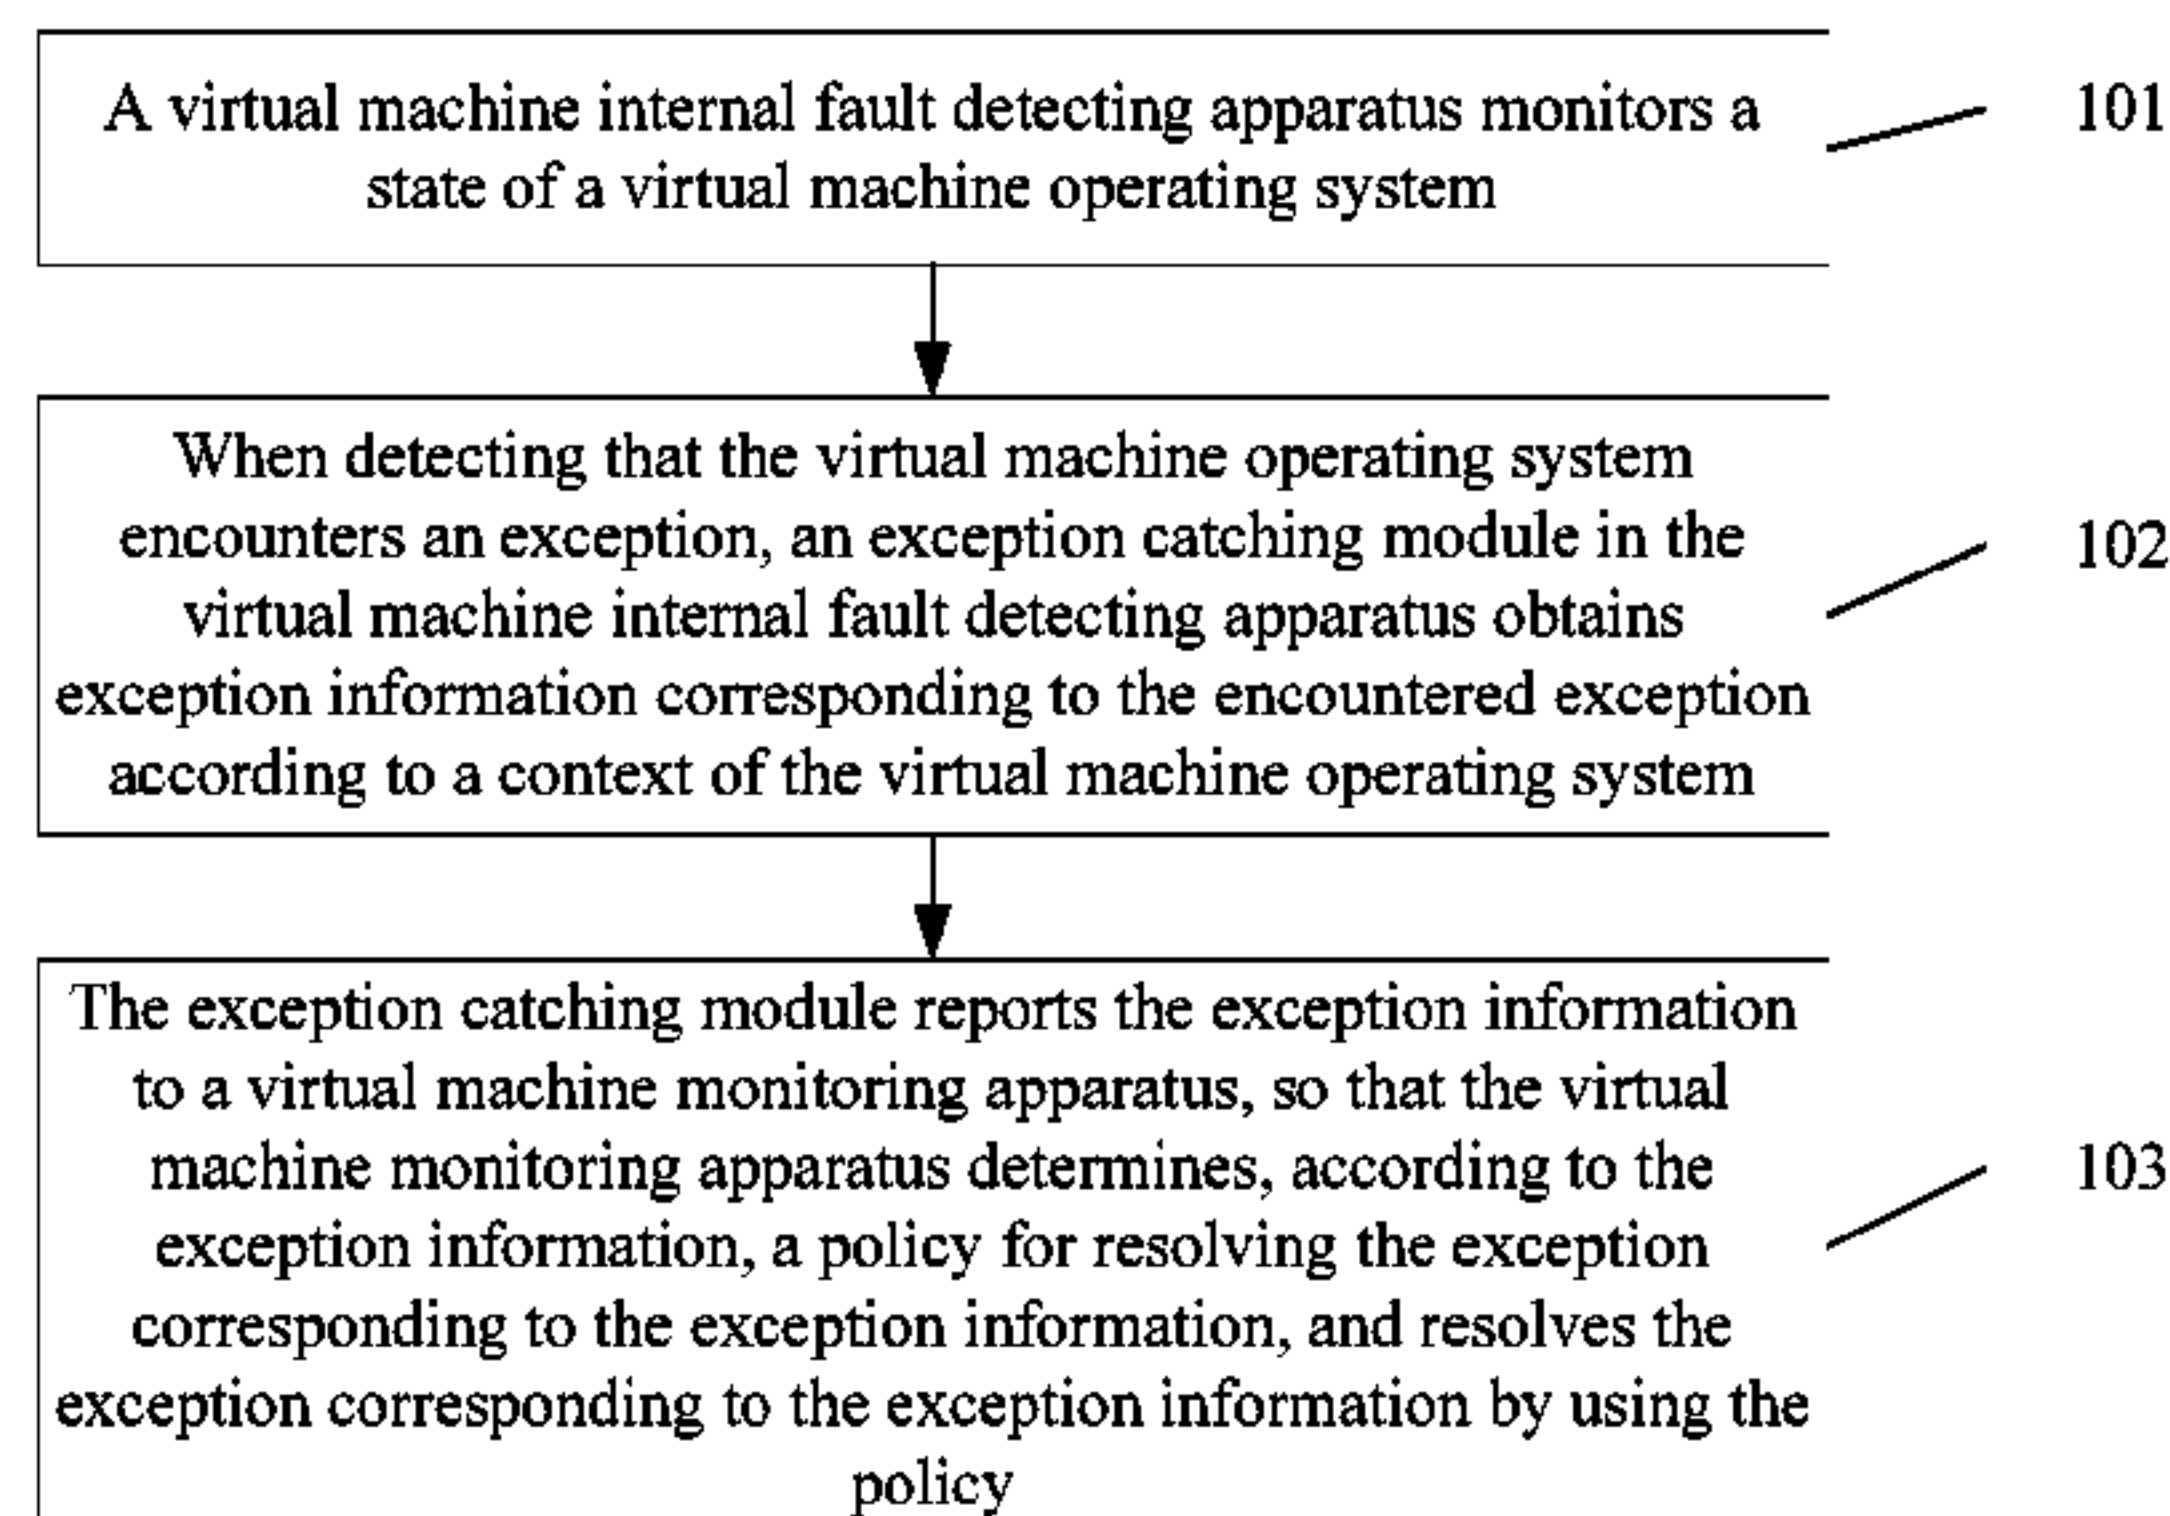 A virtual machine internal fault detecting apparatus monitors a
state of a virtual machine operating system
101
When detecting that the virtual machine operating system
encounters an exception, an exception catching module in the
virtual machine internal fault detecting apparatus obtains
exception information corresponding to the encountered exception
according to a context of the virtual machine operating system
102
The exception catching module reports the exception information
to a virtual machine monitoring apparatus, so that the virtual
machine monitoring apparatus determines, according to the
exception information, a policy for resolving the exception
corresponding to the exception information, and resolves the
exception corresponding to the exception information by using the
policy
103